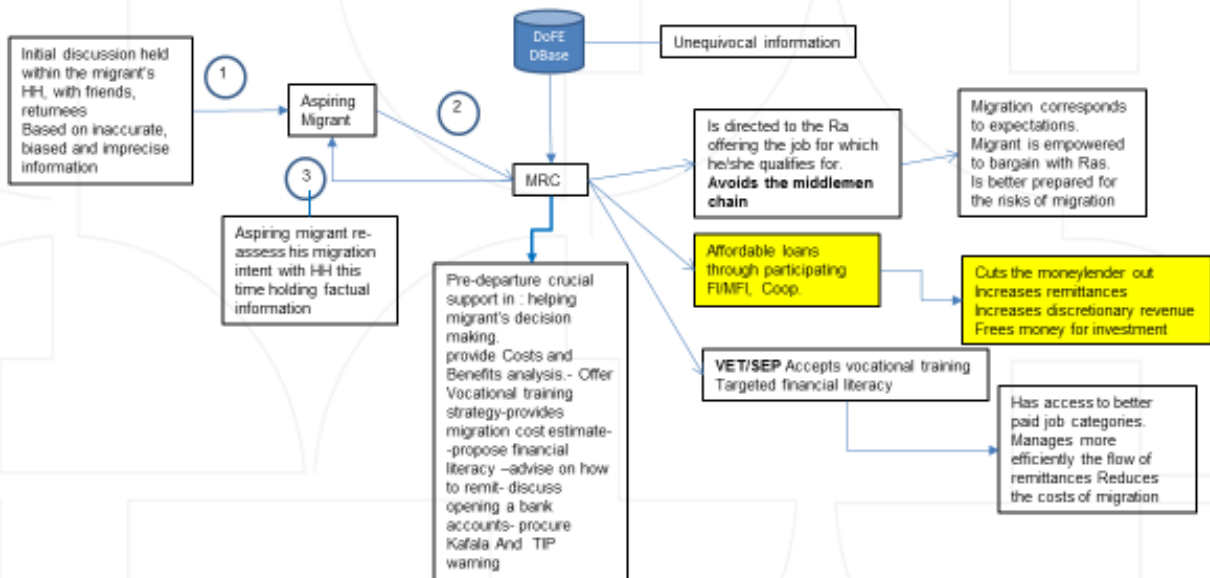 Initial discussion held
within the migrant's
HH, with friends,
returnees
Based on inaccurate,
biased and imprecise
information
1
Aspiring
Migrant
2
DoFE
DBase
Unequivocal information
3
Aspiring migrant re-
assess his migration
intent with HH this
time holding factual
information
MRC
Is directed to the Ra
offering the job for which
he/she qualifies for.
Avoids the middlemen
chain
Migration corresponds
to expectations.
Migrant is empowered
to bargain with Ras.
Is better prepared for
the risks of migration
Affordable loans
through participating
FI/MFI, Coop.
Cuts the moneylender out
Increases remittances
Increases discretionary revenue
Frees money for investment
Pre-departure crucial
support in : helping
migrant's decision
making.
provide Costs and
Benefits analysis.- Offer
Vocational training
strategy-provides
migration cost estimate-
-propose financial
literacy –advise on how
to remit- discuss
opening a bank
accounts- procure
Kafala And TIP
warning
VET/SEP Accepts vocational training
Targeted financial literacy
Has access to better
paid job categories.
Manages more
efficiently the flow of
remittances Reduces
the costs of migration